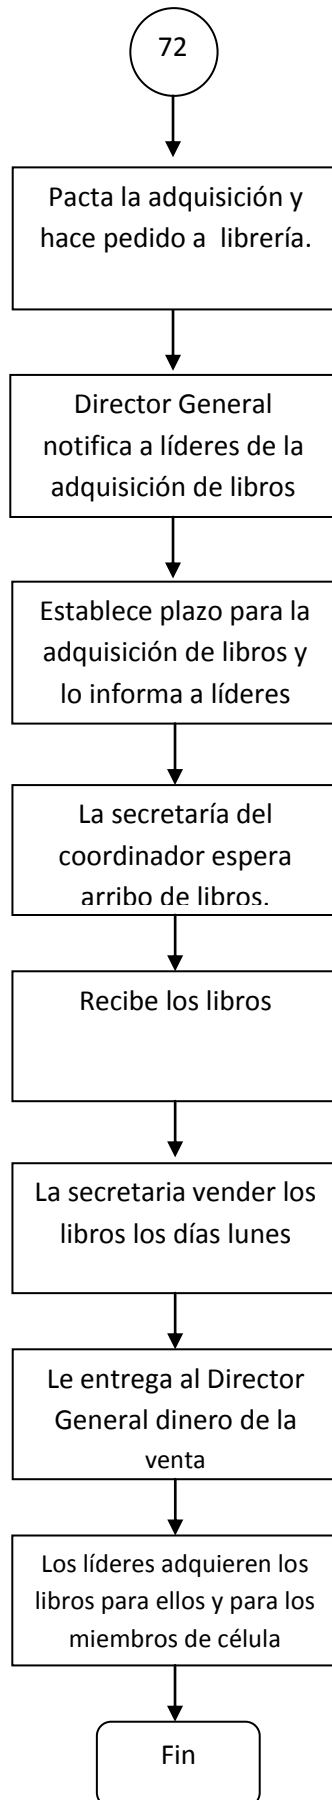 72
Pacta la adquisición y
hace pedido a librería.
Director General
notifica a líderes de la
adquisición de libros
Establece plazo para la
adquisición de libros y
lo informa a líderes
La secretaría del
coordinador espera
arribo de libros.
Recibe los libros
La secretaria vender los
libros los días lunes
Le entrega al Director
General dinero de la
venta
Los líderes adquieren los
libros para ellos y para los
miembros de célula
Fin